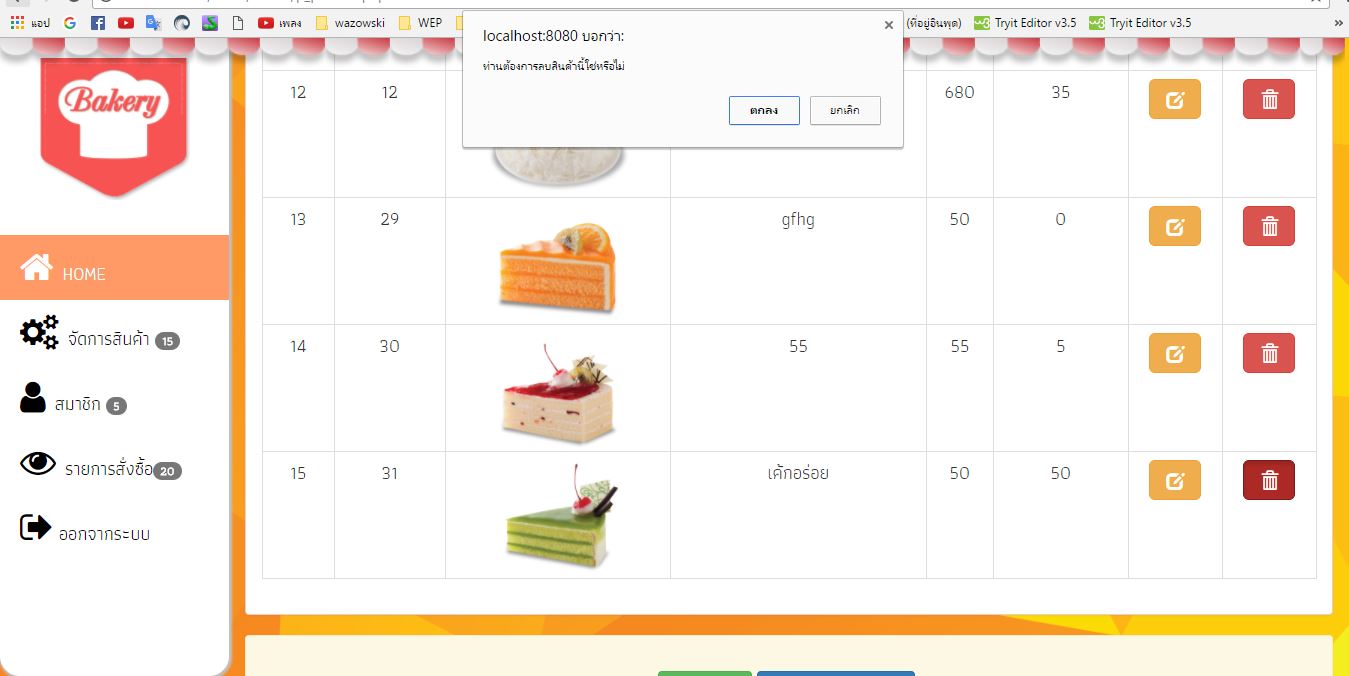 แอป เพลง wazowski WEP (ที่อยู่อินพุต) Tryit Editor v3.5 Tryit Editor v3.5 »
localhost:8080 บอกว่า:
ท่านต้องการลบสินค้านี้ใช่หรือไม่
ตกลง ยกเลิก
Bakery
HOME
จัดการสินค้า 15
สมาชิก 5
รายการสั่งซื้อ 20
ออกจากระบบ
12 12 680 35
13 29 gfhg 50 0
14 30 55 55 5
15 31 เค้กอร่อย 50 50